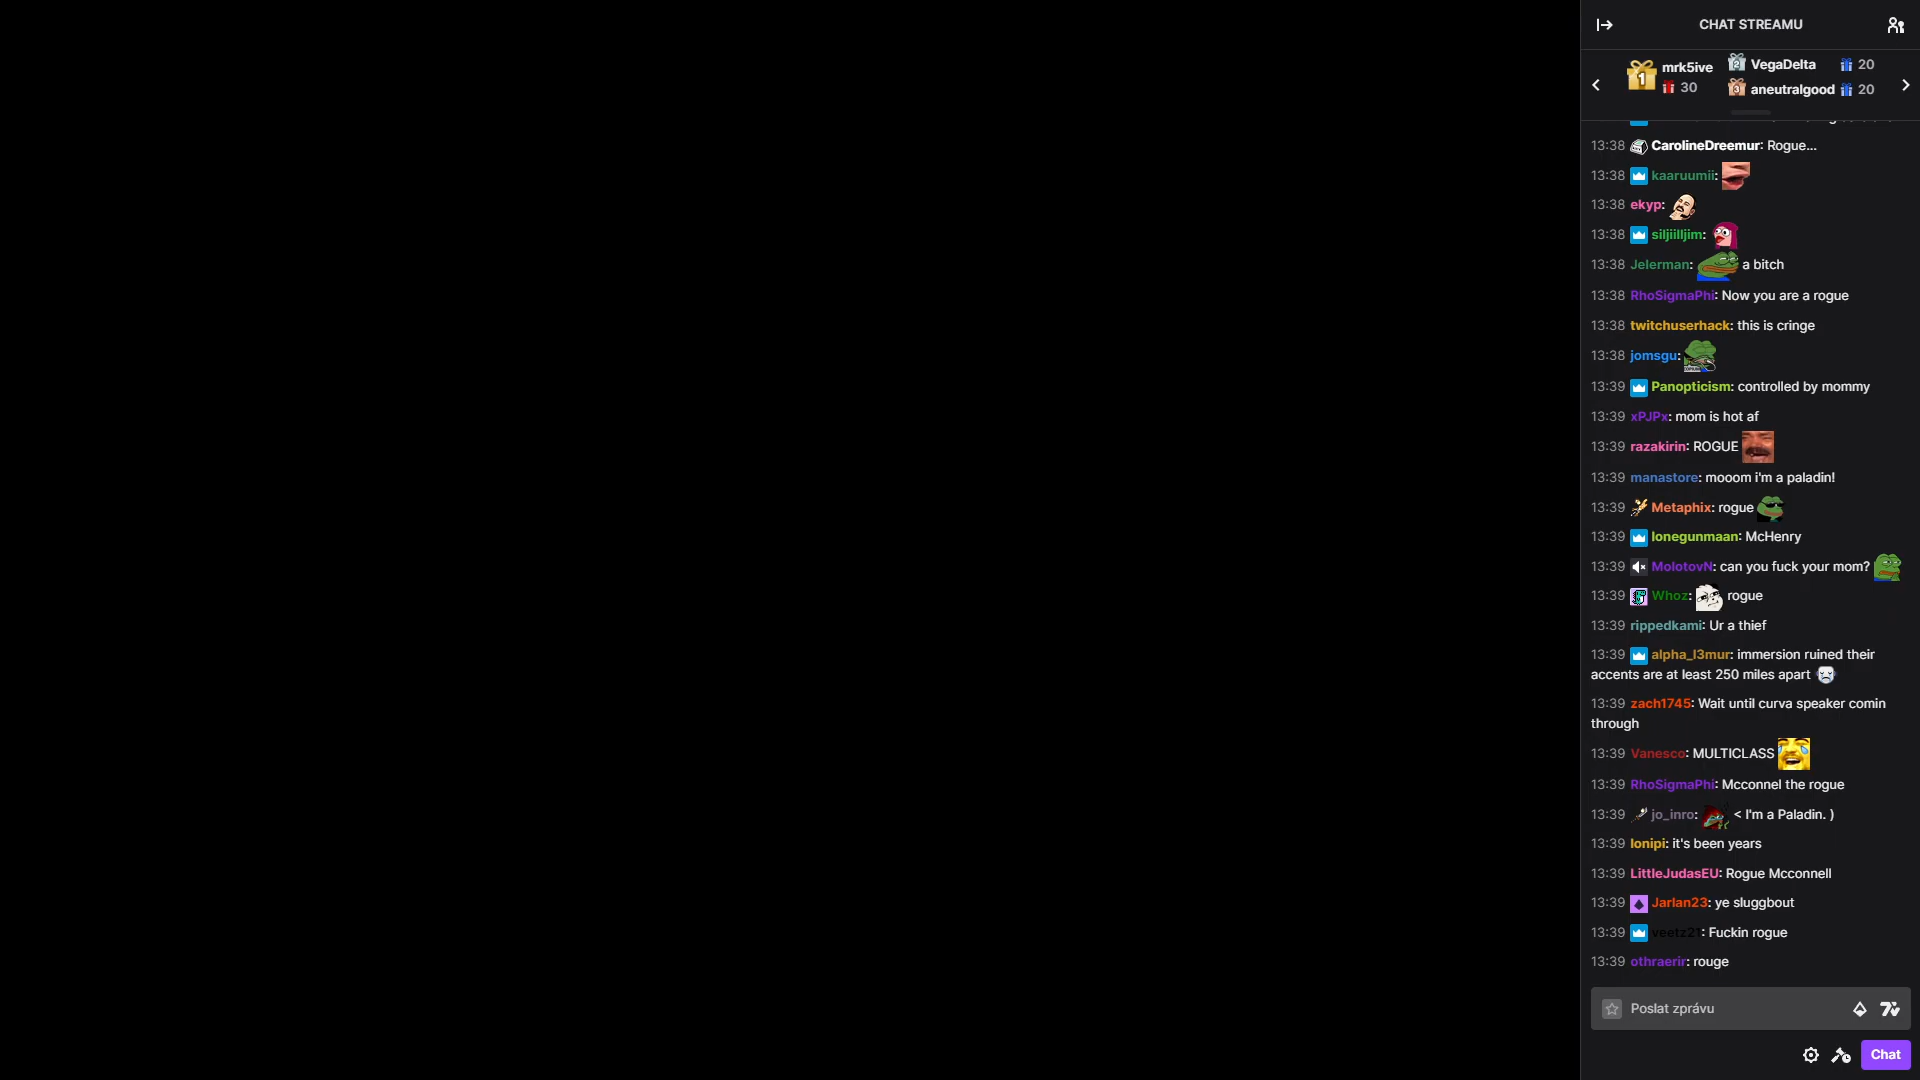 CHAT STREAMU
1 mrk5ive 30
2 VegaDelta 20
3 aneutralgood 20
13:38 CarolineDreemur: Rogue...
13:38 kaaruumii:
13:38 ekyp:
13:38 siljiilljim:
13:38 Jelerman: a bitch
13:38 RhoSigmaPhi: Now you are a rogue
13:38 twitchuserhack: this is cringe
13:38 jomsgu:
13:39 Panopticism: controlled by mommy
13:39 xPJPx: mom is hot af
13:39 razakirin: ROGUE
13:39 manastore: mooom i'm a paladin!
13:39 Metaphix: rogue
13:39 lonegunmaan: McHenry
13:39 MolotovN: can you fuck your mom?
13:39 Whoz: rogue
13:39 rippedkami: Ur a thief
13:39 alpha_l3mur: immersion ruined their
accents are at least 250 miles apart
13:39 zach1745: Wait until curva speaker comin
through
13:39 Vanesco: MULTICLASS
13:39 RhoSigmaPhi: Mcconnel the rogue
13:39 jo_inro: < I'm a Paladin. )
13:39 lonipi: it's been years
13:39 LittleJudasEU: Rogue Mcconnell
13:39 Jarlan23: ye sluggbout
13:39 veetz21: Fuckin rogue
13:39 othraerir: rouge
Poslat zprávu
Chat